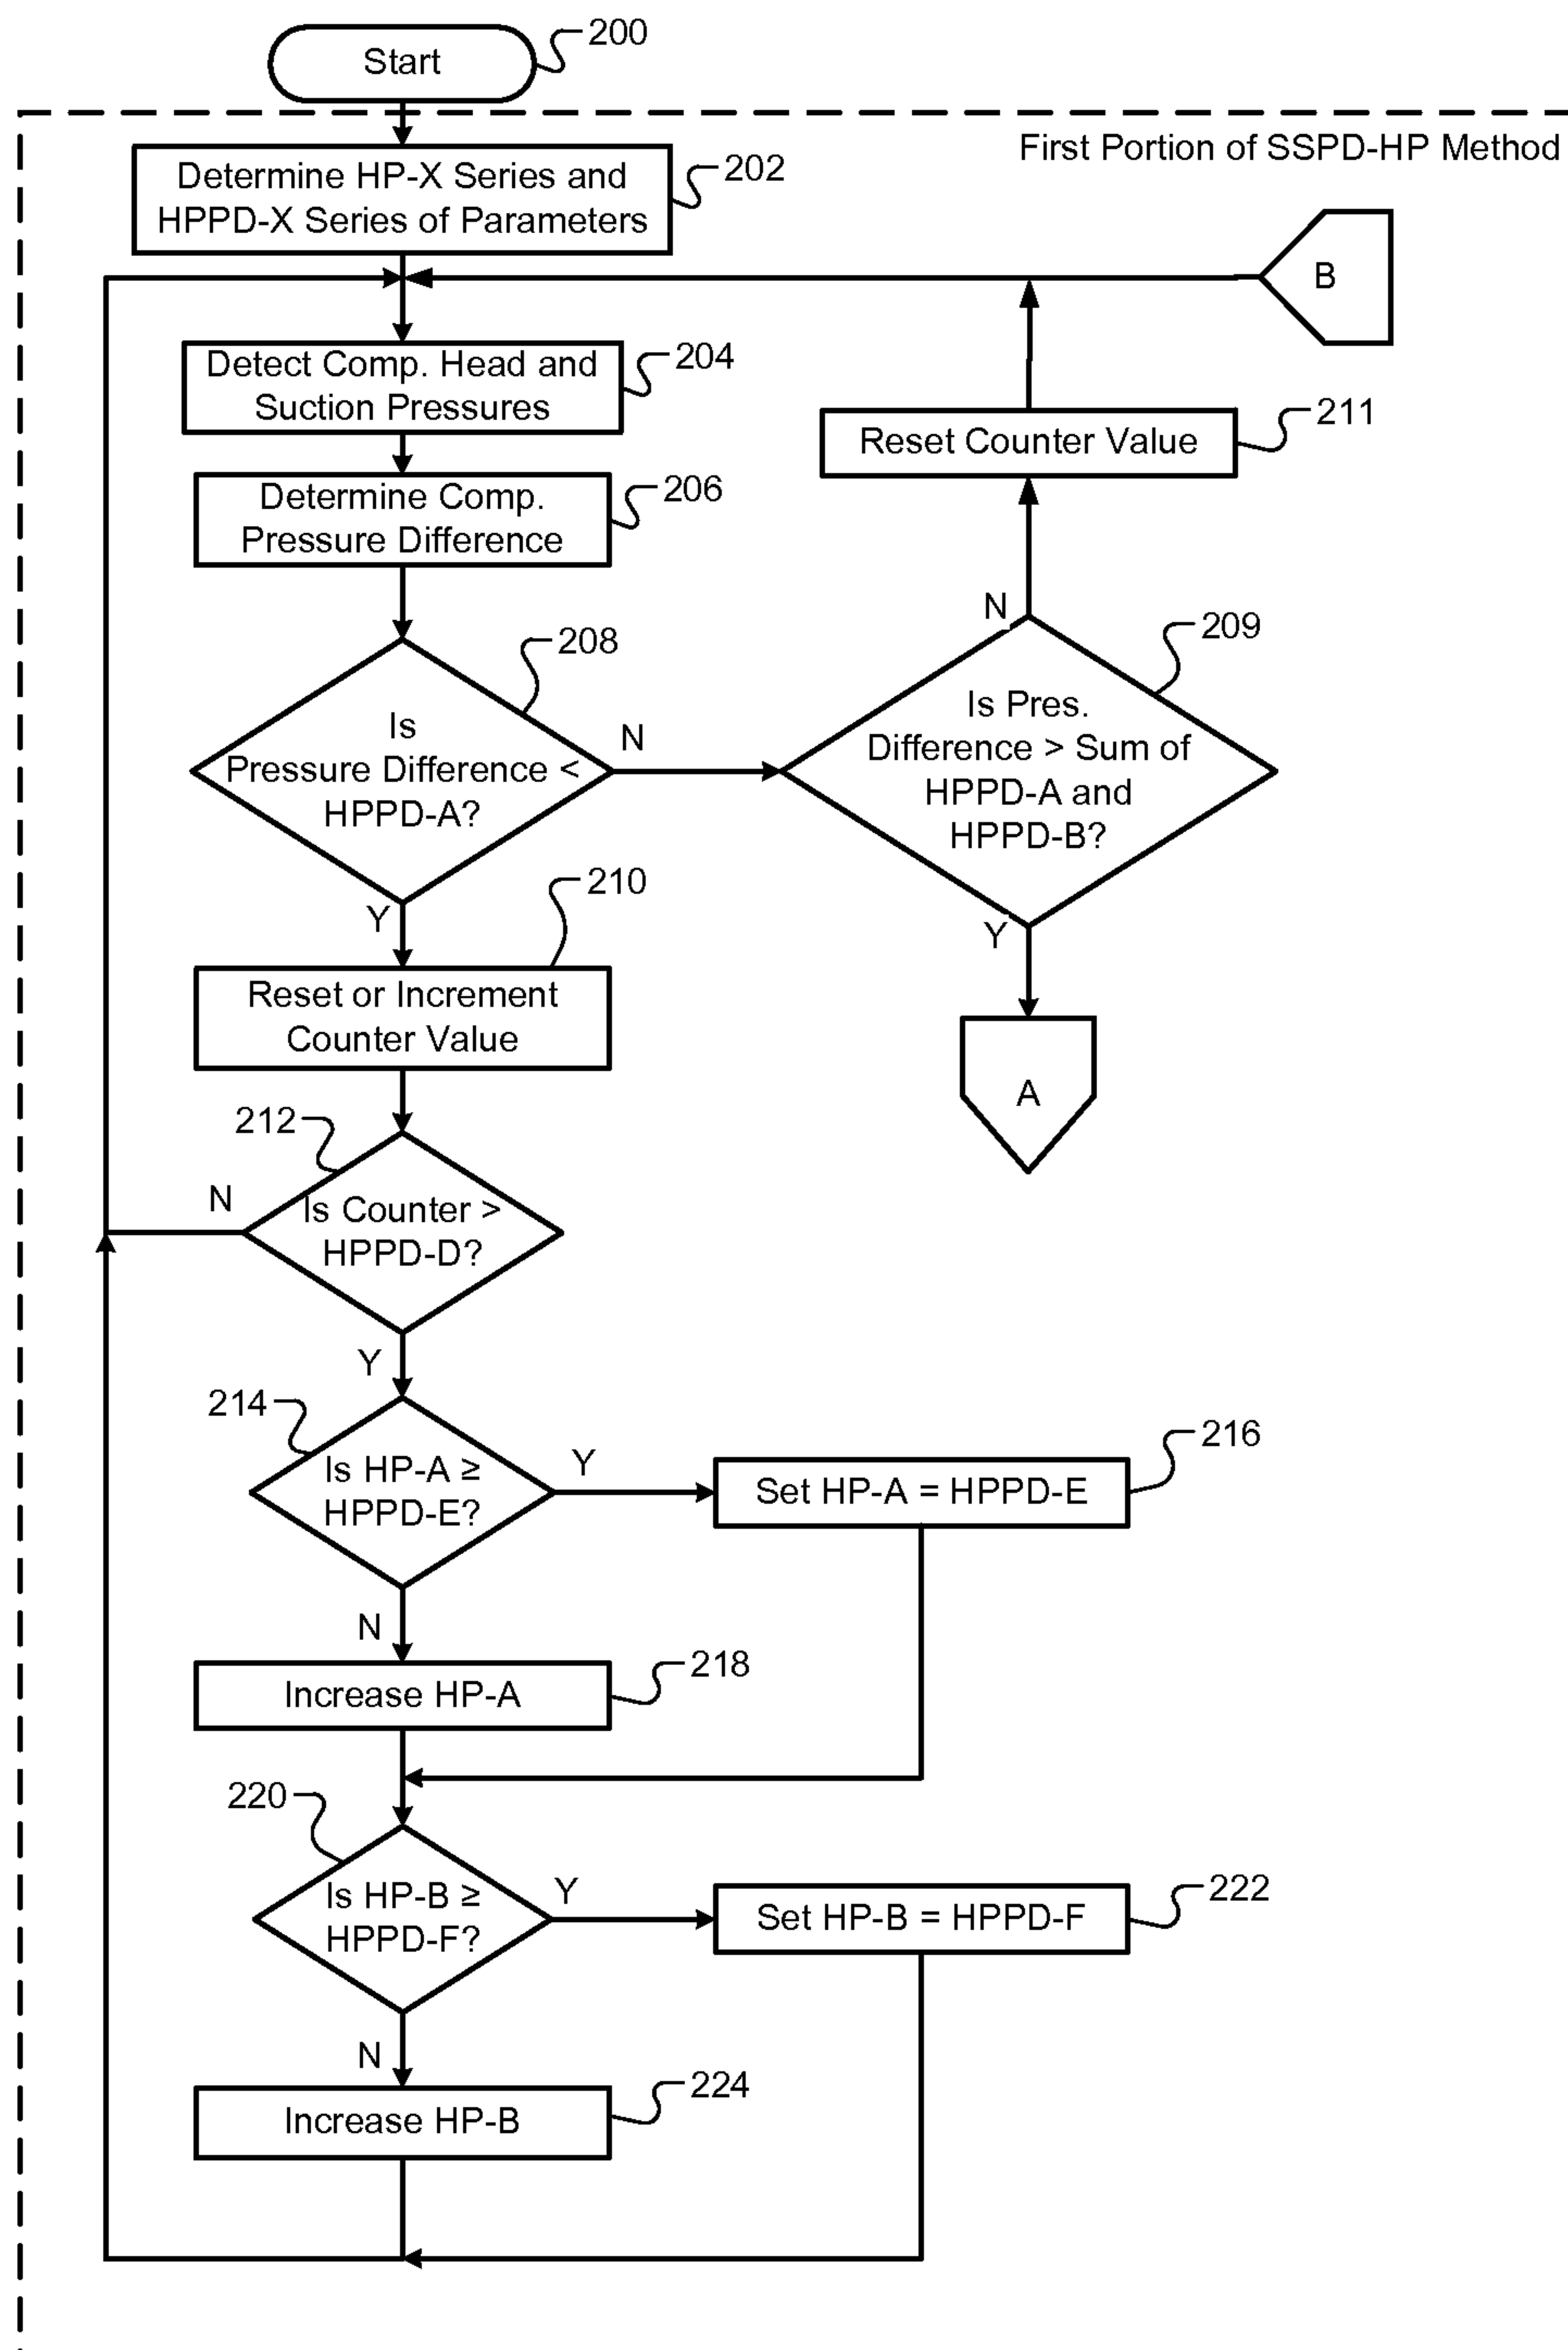 Start
200
First Portion of SSPD-HP Method
Determine HP-X Series and
HPPD-X Series of Parameters
202
B
Detect Comp. Head and
Suction Pressures
204
Reset Counter Value
211
Determine Comp.
Pressure Difference
206
Is
Pressure Difference <
HPPD-A?
208
N
Y
Is Pres.
Difference > Sum of
HPPD-A and
HPPD-B?
209
N
Y
A
Reset or Increment
Counter Value
210
Is Counter >
HPPD-D?
212
N
Y
Is HP-A ≥
HPPD-E?
214
Y
N
Set HP-A = HPPD-E
216
Increase HP-A
218
Is HP-B ≥
HPPD-F?
220
Y
N
Set HP-B = HPPD-F
222
Increase HP-B
224